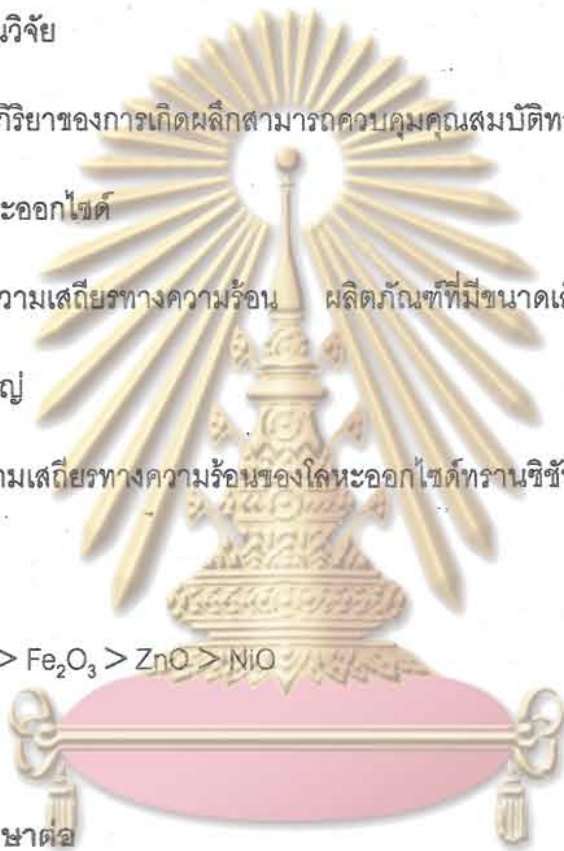 นวิจัย
กิริยาของการเกิดผลึกสามารถควบคุมคุณสมบัติท
ะออกไซด์
วามเสถียรทางความร้อน ผลิตภัณฑ์ที่มีขนาดเ
ญ่
ามเสถียรทางความร้อนของโลหะออกไซด์ทรานซิชั
> Fe₂O₃ > ZnO > NiO
ษาต่อ